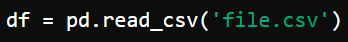 df = pd.read_csv('file.csv')